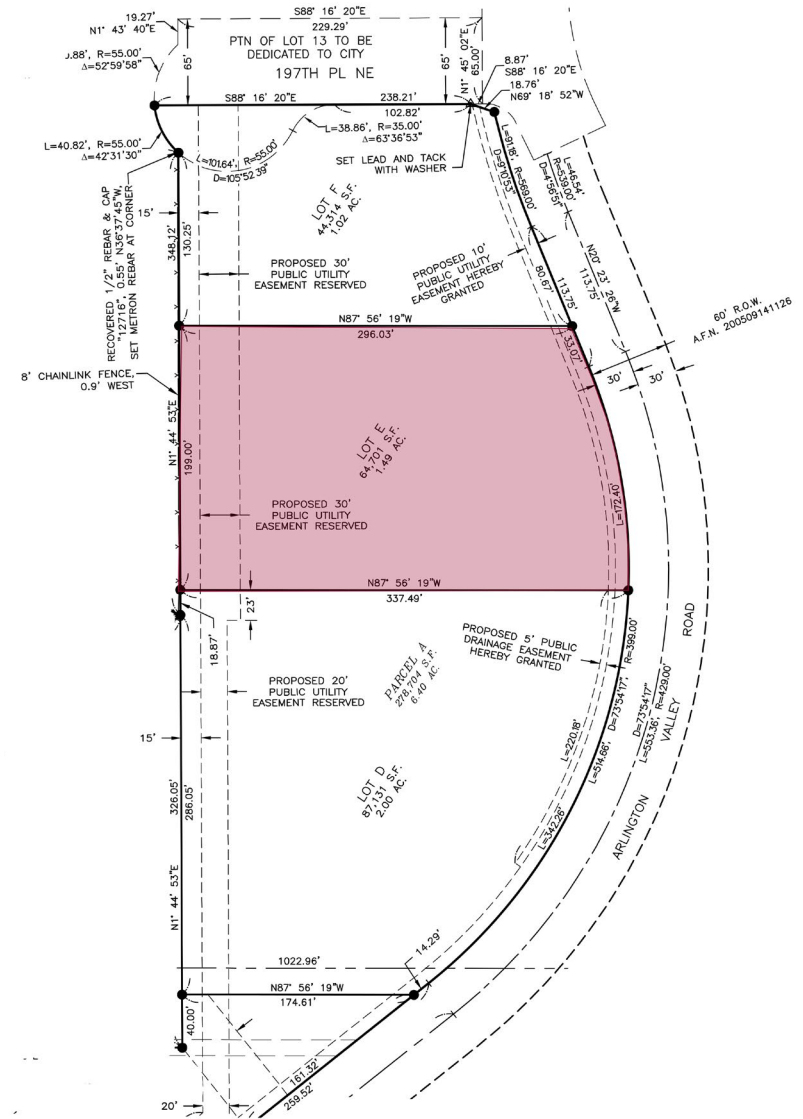 S88° 16' 20"E
229.29'
19.27'
N1° 43' 40"E
J.88', R=55.00'
Δ=52°59'58"
65'
PTN OF LOT 13 TO BE
DEDICATED TO CITY
197TH PL NE
65'
N1° 45' 02"E
65.00'
8.87'
S88° 16' 20"E
18.76'
N69° 18' 52"W
S88° 16' 20"E
238.21'
102.82'
L=38.86', R=35.00'
Δ=63°36'53"
L=40.82', R=55.00'
Δ=42°31'30"
L=101.64', R=55.00'
D=105°52'39"
SET LEAD AND TACK
WITH WASHER
L=91.18', R=569.00'
D=9°10'53"
L=46.54'
R=539.00'
D=4°56'51"
RECOVERED 1/2" REBAR & CAP
"12716", 0.55' N36°37'45"W,
SET METRON REBAR AT CORNER
15'
348.12'
130.25'
LOT F
44,314 S.F.
1.02 AC.
PROPOSED 30'
PUBLIC UTILITY
EASEMENT RESERVED
PROPOSED 10'
PUBLIC UTILITY
EASEMENT HEREBY
GRANTED
80.67'
113.75'
N20° 23' 26"W
113.75'
60' R.O.W.
A.F.N. 200509141126
N87° 56' 19"W
296.03'
33.07'
30'
30'
8' CHAINLINK FENCE,
0.9' WEST
N1° 44' 53"E
199.00'
LOT E
64,701 S.F.
1.49 AC.
PROPOSED 30'
PUBLIC UTILITY
EASEMENT RESERVED
L=172.40'
N87° 56' 19"W
337.49'
23'
18.87'
PROPOSED 5' PUBLIC
DRAINAGE EASEMENT
HEREBY GRANTED
PARCEL A
278,704 S.F.
6.40 AC.
PROPOSED 20'
PUBLIC UTILITY
EASEMENT RESERVED
15'
L=220.18'
L=514.66', D=73°54'17", R=399.00'
D=73°54'17"
L=553.36', R=429.00'
ARLINGTON VALLEY ROAD
326.05'
286.05'
LOT D
87,131 S.F.
2.00 AC.
L=342.26'
N1° 44' 53"E
14.29'
1022.96'
N87° 56' 19"W
174.61'
40.00'
161.32'
259.52'
20'